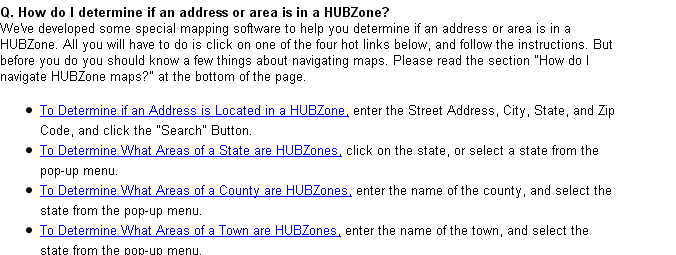 Q. How do I determine if an address or area is in a HUBZone?
We've developed some special mapping software to help you determine if an address or area is in a
HUBZone. All you will have to do is click on one of the four hot links below, and follow the instructions. But
before you do you should know a few things about navigating maps. Please read the section "How do I
navigate HUBZone maps?" at the bottom of the page.
• To Determine if an Address is Located in a HUBZone, enter the Street Address, City, State, and Zip
Code, and click the "Search" Button.
• To Determine What Areas of a State are HUBZones, click on the state, or select a state from the
pop-up menu.
• To Determine What Areas of a County are HUBZones, enter the name of the county, and select the
state from the pop-up menu.
• To Determine What Areas of a Town are HUBZones, enter the name of the town, and select the
state from the pop-up menu.